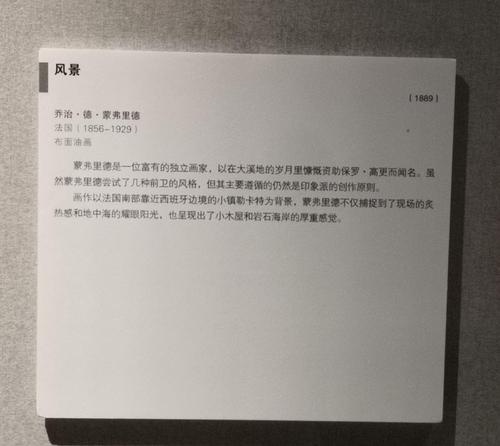 风景
（1889）
乔治·德·蒙弗里德
法国（1856-1929）
布面油画
蒙弗里德是一位富有的独立画家，以在大溪地的岁月里慷慨资助保罗·高更而闻名。虽
然蒙弗里德尝试了几种前卫的风格，但其主要遵循的仍然是印象派的创作原则。
画作以法国南部靠近西班牙边境的小镇勒卡特为背景，蒙弗里德不仅捕捉到了现场的炙
热感和地中海的耀眼阳光，也呈现出了小木屋和岩石海岸的厚重感觉。